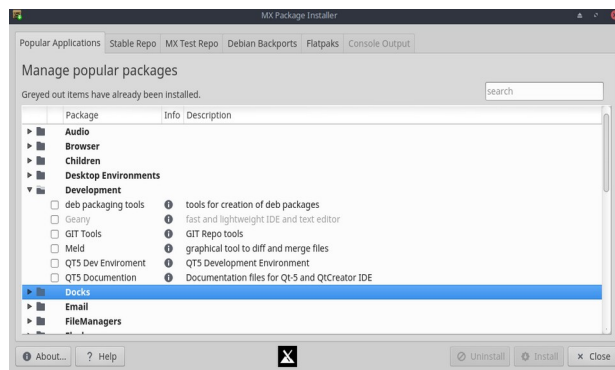 MX Package Installer
Popular Applications Stable Repo MX Test Repo Debian Backports Flatpaks Console Output
Manage popular packages
Greyed out items have already been installed.
search
Package Info Description
Audio
Browser
Children
Desktop Environments
Development
deb packaging tools tools for creation of deb packages
Geany fast and lightweight IDE and text editor
GIT Tools GIT Repo tools
Meld graphical tool to diff and merge files
QT5 Dev Enviroment QT5 Development Environment
QT5 Documention Documentation files for Qt-5 and QtCreator IDE
Docks
Email
FileManagers
About... Help Uninstall Install Close